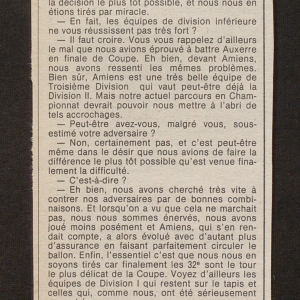 la décision le plus tôt possible, et nous nous en
étions tirés par miracle.
— En fait, les équipes de division inférieure
ne vous réussissent pas très fort ?
— Il faut croire. Vous vous rappelez d'ailleurs
le mal que nous avions éprouvé à battre Auxerre
en finale de Coupe. Eh bien, devant Amiens,
nous avons ressenti les mêmes problèmes.
Bien sûr, Amiens est une très belle équipe de
Troisième Division qui vaut peut-être déjà la
Division II. Mais notre actuel parcours en Cham-
pionnat devrait pouvoir nous mettre à l'abri de
tels accrochages.
— Peut-être avez-vous, malgré vous, sous-
estimé votre adversaire ?
— Non, certainement pas, et c'est peut-être
même dans le désir que nous avions de faire la
différence le plus tôt possible qu'est venue fina-
lement la difficulté.
— C'est-à-dire ?
— Eh bien, nous avons cherché très vite à
contrer nos adversaires par de bonnes combi-
naisons. Et lorsqu'on a vu que cela ne marchait
pas, nous nous sommes énervés, nous avons
joué moins posément et Amiens, qui s'en ren-
dait compte, a alors évolué avec d'autant plus
d'assurance en faisant parfaitement circuler le
ballon. Enfin, l'essentiel c'est que nous nous en
soyons tirés car finalement les 32e sont le tour
le plus délicat de la Coupe. Voyez d'ailleurs les
équipes de Division I qui restent sur le tapis et
celles qui, comme nous, ont été sérieusement